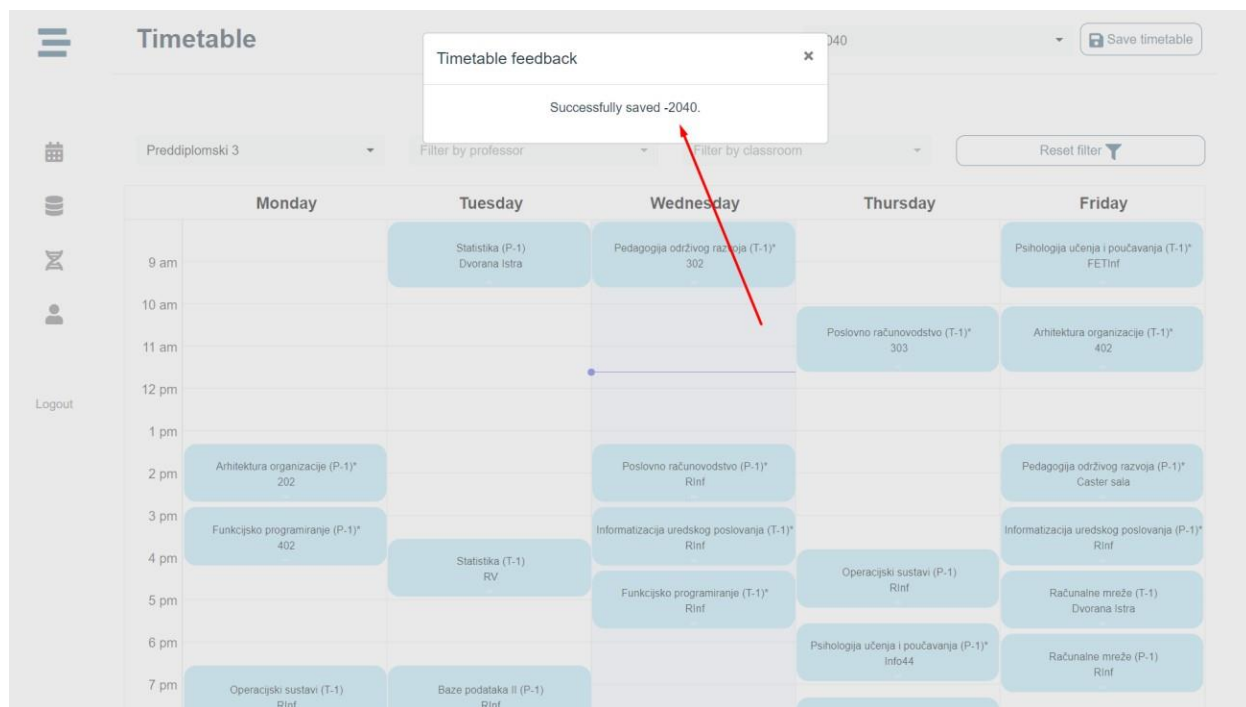 Timetable
040
Save timetable
Timetable feedback
×
Successfully saved -2040.
Preddiplomski 3
Filter by professor
Filter by classroom
Reset filter
Monday
Tuesday
Wednesday
Thursday
Friday
9 am
Statistika (P-1)
Dvorana Istra
Pedagogija održivog razvoja (T-1)*
302
Psihologija učenja i poučavanja (T-1)*
FETInf
10 am
11 am
Poslovno računovodstvo (T-1)*
303
Arhitektura organizacije (T-1)*
402
12 pm
Logout
1 pm
2 pm
Arhitektura organizacije (P-1)*
202
Poslovno računovodstvo (P-1)*
RInf
Pedagogija održivog razvoja (P-1)*
Caster sala
3 pm
Funkcijsko programiranje (P-1)*
402
Informatizacija uredskog poslovanja (T-1)*
RInf
Informatizacija uredskog poslovanja (P-1)*
RInf
4 pm
Statistika (T-1)
RV
Operacijski sustavi (P-1)
RInf
5 pm
Funkcijsko programiranje (T-1)*
RInf
Računalne mreže (T-1)
Dvorana Istra
6 pm
Psihologija učenja i poučavanja (P-1)*
Info44
Računalne mreže (P-1)
RInf
7 pm
Operacijski sustavi (T-1)
RInf
Baze podataka II (P-1)
RInf